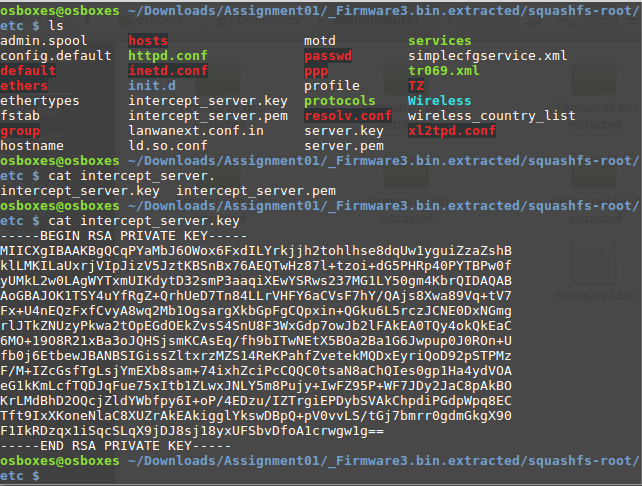 osboxes@osboxes ~/Downloads/Assignment01/_Firmware3.bin.extracted/squashfs-root/
etc $ ls
admin.spool hosts motd services
config.default httpd.conf passwd simplecfgservice.xml
default inetd.conf ppp tr069.xml
ethers init.d profile TZ
ethertypes intercept_server.key protocols Wireless
fstab intercept_server.pem resolv.conf wireless_country_list
group lanwanext.conf.in server.key xl2tpd.conf
hostname ld.so.conf server.pem
osboxes@osboxes ~/Downloads/Assignment01/_Firmware3.bin.extracted/squashfs-root/
etc $ cat intercept_server.
intercept_server.key intercept_server.pem
osboxes@osboxes ~/Downloads/Assignment01/_Firmware3.bin.extracted/squashfs-root/
etc $ cat intercept_server.key
-----BEGIN RSA PRIVATE KEY-----
MIICXgIBAAKBgQCqPYaMbJ6OWox6FxdILYrkjjh2tohlhse8dqUw1yguiZzaZshB
klLMKILaUxrjVIpJizV5JztKBSnBx76AEQTwHz87l+tzoi+dG5PHRp40PYTBPw0f
yUMkL2w0LAgWYTxmUIKdytD32smP3aaqiXEwYSRws237MG1LY50gm4KbrQIDAQAB
AoGBAJOK1TSY4uYfRgZ+QrhUeD7Tn84LLrVHFY6aCVsF7hY/QAjs8Xwa89Vq+tV7
Fx+U4nEQzFxfCvyA8wq2Mb1OgsargXkbGpFgCQpxin+QGku6L5rczJCNE0DxNGmg
rlJTkZNUzyPkwa2tOpEGdOEkZvsS4SnU8F3WxGdp7owJb2lFAkEA0TQy4okQkEaC
6MO+19O8R21xBa3oJQHSjsmKCAsEq/fh9bITwNEtX5BOa2Ba1G6Jwpup0J0ROn+U
fb0j6EtbewJBANBSIGissZltxrzMZS14ReKPahfZvetekMQDxEyriQoD92pSTPMz
F/M+IZcGsfTgLsjYmEXb8sam+74ixhZciPcCQQC0tsaN8aChQIes0gp1Ha4ydVOA
eG1kKmLcfTQDJqFue75xItb1ZLwxJNLY5m8Pujy+IwFZ95P+WF7JDy2JaC8pAkBO
KrLMdBhD2OQcjZldYWbfpy6I+oP/4EDzu/IZTrgiEPDybSVAkChpdiPGdpWpq8EC
Tft9IxXKoneNlaC8XUZrAkEAkigglYkswDBpQ+pV0vvLS/tGj7bmrr0gdmGkgX90
F1IkRDzqx1iSqcSLqX9jDJ8sj18yxUFSbvDfoA1crwgw1g==
-----END RSA PRIVATE KEY-----
osboxes@osboxes ~/Downloads/Assignment01/_Firmware3.bin.extracted/squashfs-root/
etc $